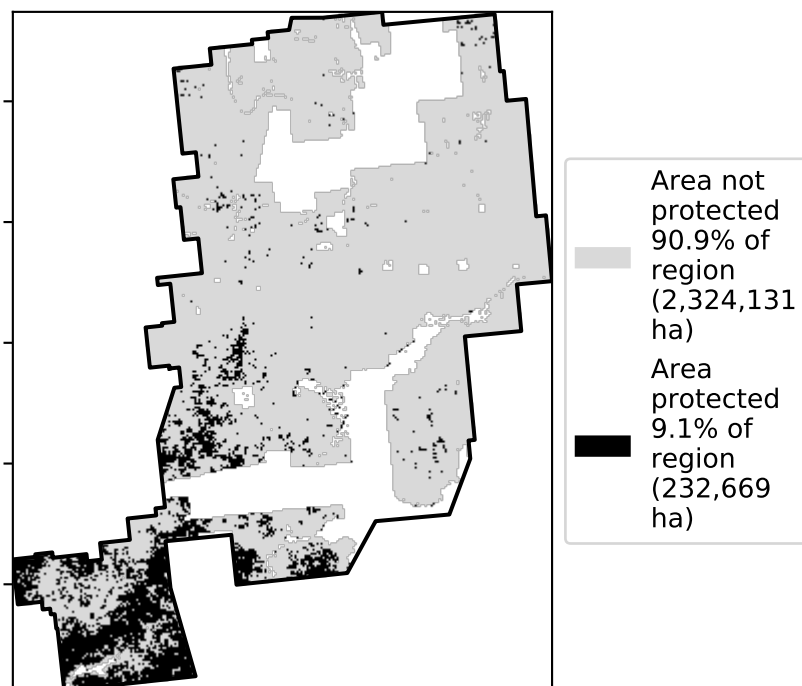 Area not
protected
90.9% of
region
(2,324,131
ha)
Area
protected
9.1% of
region
(232,669
ha)